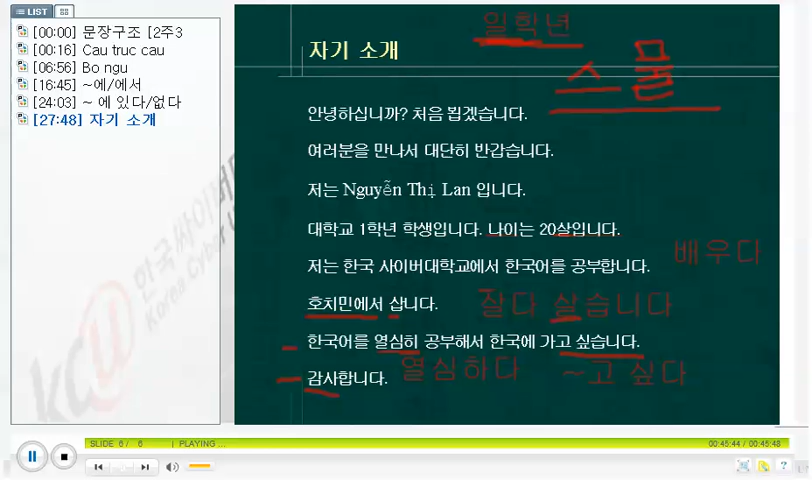 LIST
[00:00] 문장구조 [2주3
[00:16] Cau truc cau
[06:56] Bo ngu
[16:45] ~에/에서
[24:03] ~ 에 있다/없다
[27:48] 자기 소개
일학년
자기 소개
스물
안녕하십니까? 처음 뵙겠습니다.
여러분을 만나서 대단히 반갑습니다.
저는 Nguyễn Thị Lan 입니다.
대학교 1학년 학생입니다. 나이는 20살입니다.
배우다
저는 한국 사이버대학교에서 한국어를 공부합니다.
호치민에서 삽니다.
잘다 살습니다
한국어를 열심히 공부해서 한국에 가고 싶습니다.
열심하다 ~고 싶다
감사합니다.
한국싸이버
Korea Cyber U
kcu
SLIDE 6 / 6 PLAYING ...
00:45:44 / 00:45:48